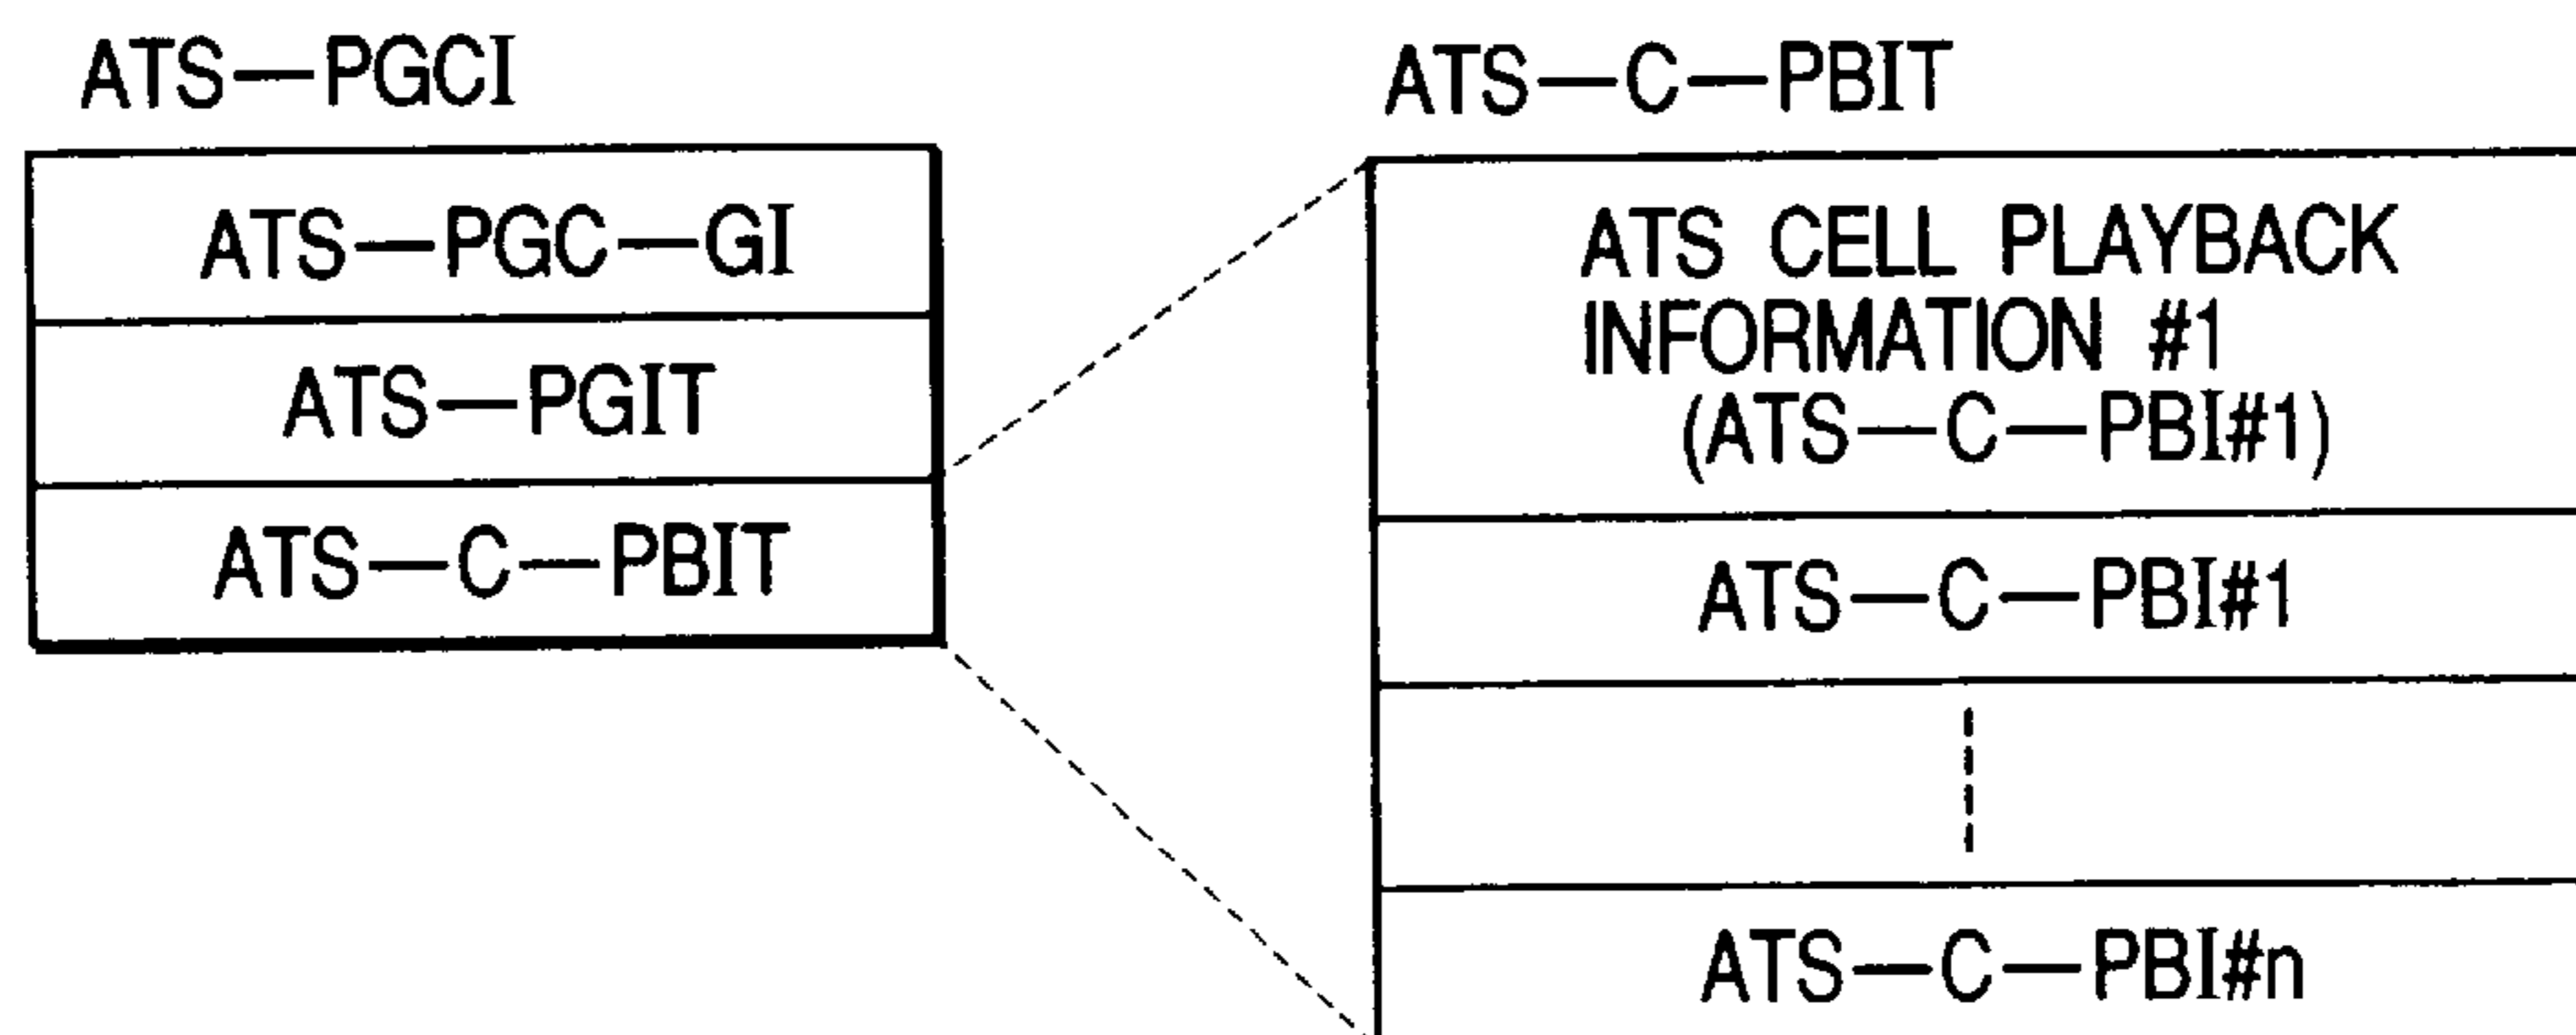 ATS—PGCI
ATS—PGC—GI
ATS—PGIT
ATS—C—PBIT
ATS—C—PBIT
ATS CELL PLAYBACK
INFORMATION #1
(ATS—C—PBI#1)
ATS—C—PBI#1
ATS—C—PBI#n